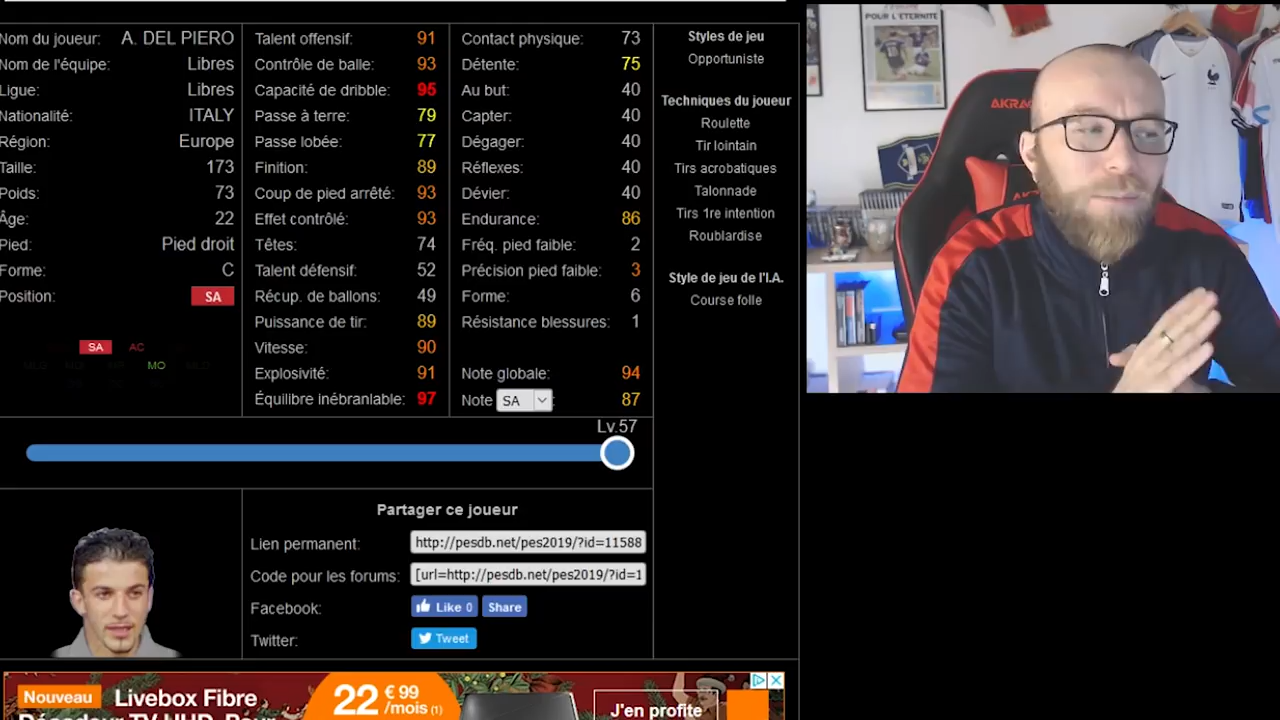 Nom du joueur: A. DEL PIERO
Nom de l'équipe: Libres
Ligue: Libres
Nationalité: ITALY
Région: Europe
Taille: 173
Poids: 73
Âge: 22
Pied: Pied droit
Forme: C
Position: SA
SA AC
MO
Talent offensif: 91
Contrôle de balle: 93
Capacité de dribble: 95
Passe à terre: 79
Passe lobée: 77
Finition: 89
Coup de pied arrêté: 93
Effet contrôlé: 93
Têtes: 74
Talent défensif: 52
Récup. de ballons: 49
Puissance de tir: 89
Vitesse: 90
Explosivité: 91
Équilibre inébranlable: 97
Contact physique: 73
Détente: 75
Au but: 40
Capter: 40
Dégager: 40
Réflexes: 40
Dévier: 40
Endurance: 86
Fréq. pied faible: 2
Précision pied faible: 3
Forme: 6
Résistance blessures: 1
Note globale: 94
Note SA : 87
Styles de jeu
Opportuniste
Techniques du joueur
Roulette
Tir lointain
Tirs acrobatiques
Talonnade
Tirs 1re intention
Roublardise
Style de jeu de l'I.A.
Course folle
Lv.57
Partager ce joueur
Lien permanent: http://pesdb.net/pes2019/?id=11588
Code pour les forums: [url=http://pesdb.net/pes2019/?id=1
Facebook: Like 0 Share
Twitter: Tweet
Nouveau Livebox Fibre
Décodeur TV UHD. Pour
22 €99 /mois (1)
J'en profite
POUR L'ETERNITE
AKRAC